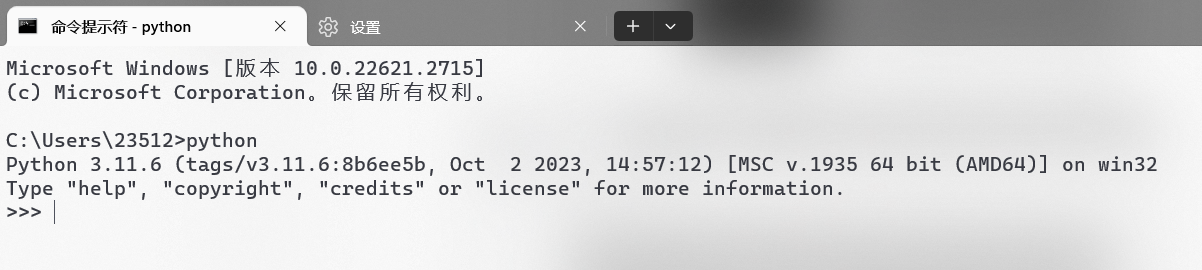 命令提示符 - python
设置
Microsoft Windows [版本 10.0.22621.2715]
(c) Microsoft Corporation。保留所有权利。
C:\Users\23512>python
Python 3.11.6 (tags/v3.11.6:8b6ee5b, Oct  2 2023, 14:57:12) [MSC v.1935 64 bit (AMD64)] on win32
Type "help", "copyright", "credits" or "license" for more information.
>>>